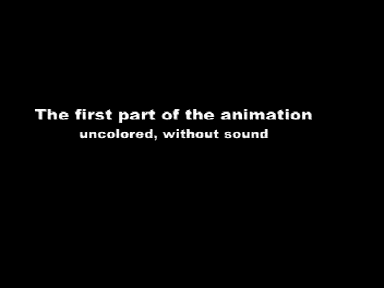 The first part of the animation
uncolored, without sound